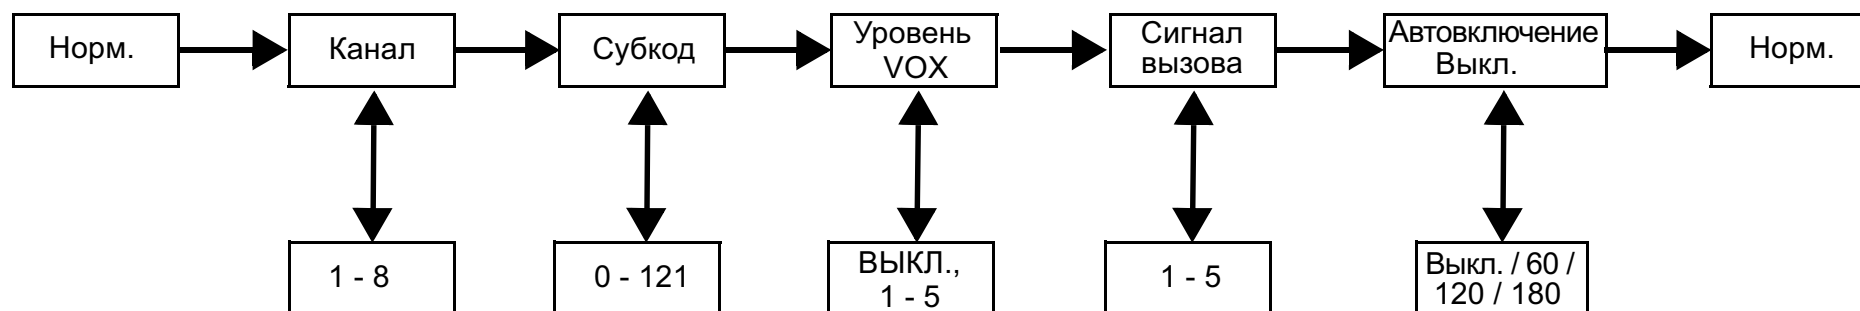 Норм.
Канал
Субкод
Уровень
VOX
Сигнал
вызова
Автовключение
Выкл.
Норм.
1 - 8
0 - 121
ВЫКЛ.,
1 - 5
1 - 5
Выкл. / 60 /
120 / 180